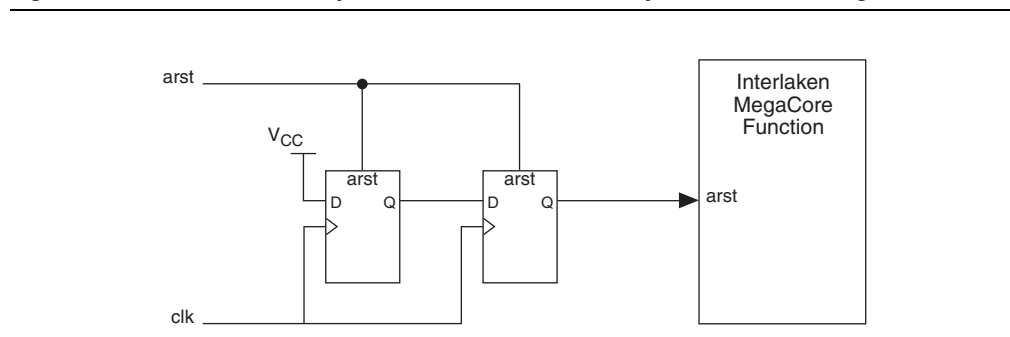 arst
Interlaken
MegaCore
Function
VCC
arst
arst
D
Q
D
Q
arst
clk